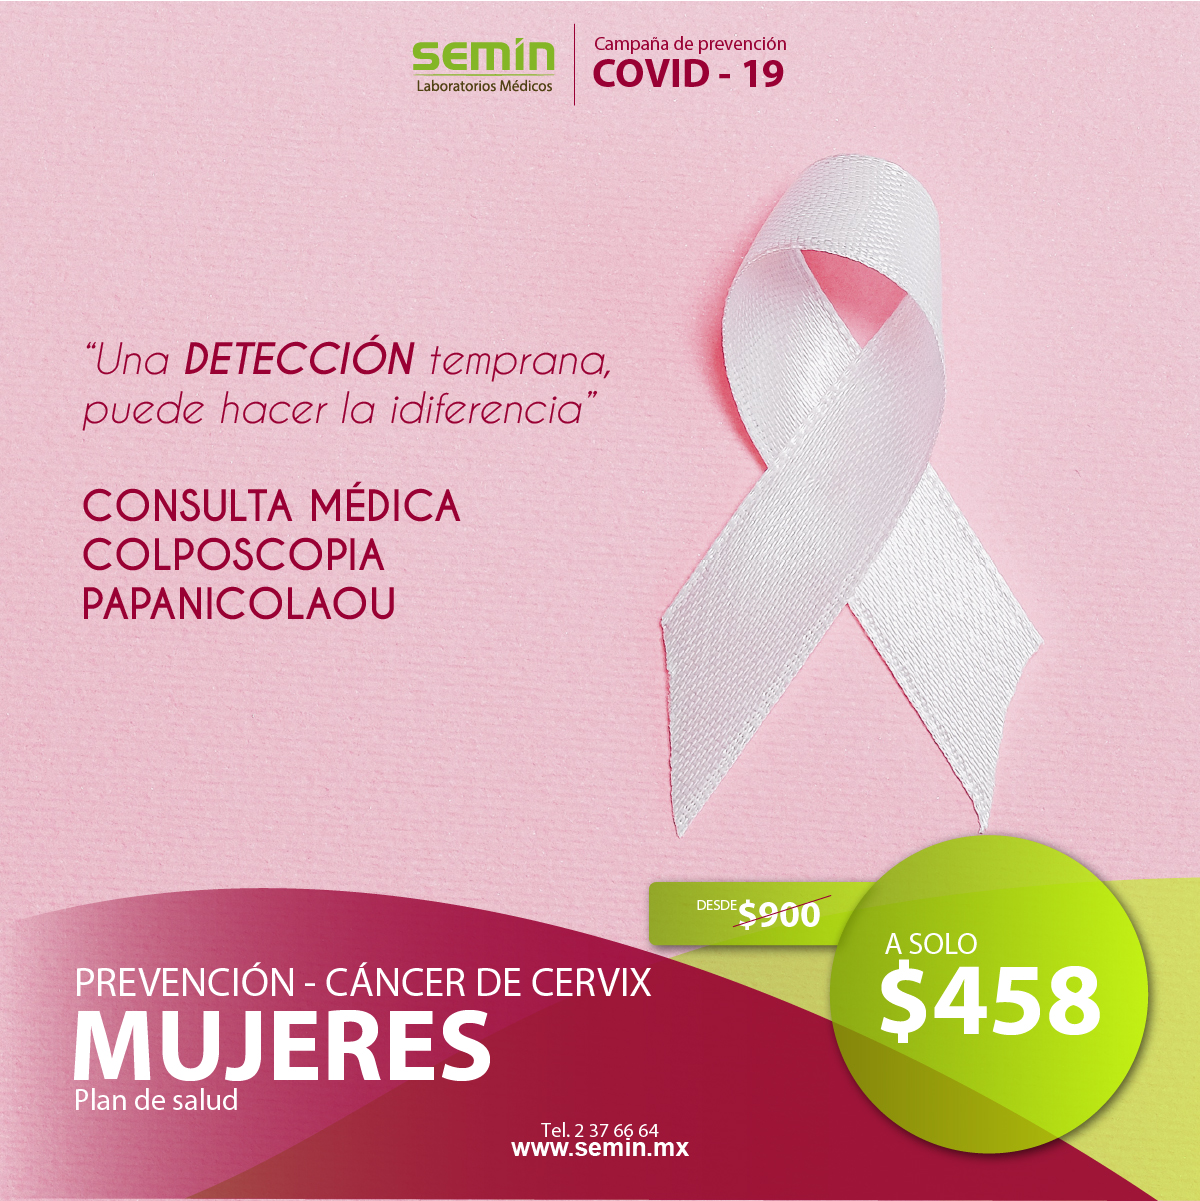 semín
Laboratorios Médicos
Campaña de prevención
COVID - 19
“Una DETECCIÓN temprana,
puede hacer la idiferencia”
CONSULTA MÉDICA
COLPOSCOPIA
PAPANICOLAOU
DESDE $900
A SOLO
$458
PREVENCIÓN - CÁNCER DE CERVIX
MUJERES
Plan de salud
Tel. 2 37 66 64
www.semin.mx